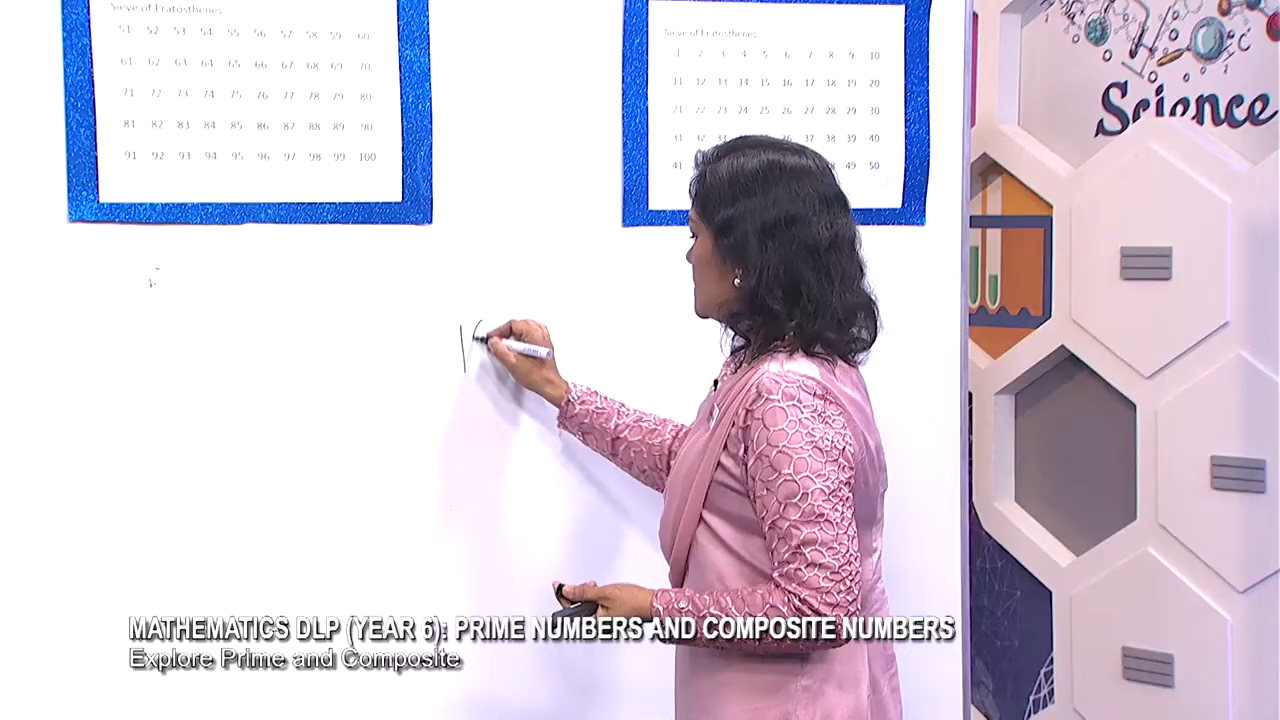 Sieve of Eratosthenes
51 52 53 54 55 56 57 58 59 60
61 62 63 64 65 66 67 68 69 70
71 72 73 74 75 76 77 78 79 80
81 82 83 84 85 86 87 88 89 90
91 92 93 94 95 96 97 98 99 100
Sieve of Eratosthenes
1 2 3 4 5 6 7 8 9 10
11 12 13 14 15 16 17 18 19 20
21 22 23 24 25 26 27 28 29 30
31 32 33 36 37 38 39 40
41 49 50
Science
MATHEMATICS DLP (YEAR 6): PRIME NUMBERS AND COMPOSITE NUMBERS
Explore Prime and Composite